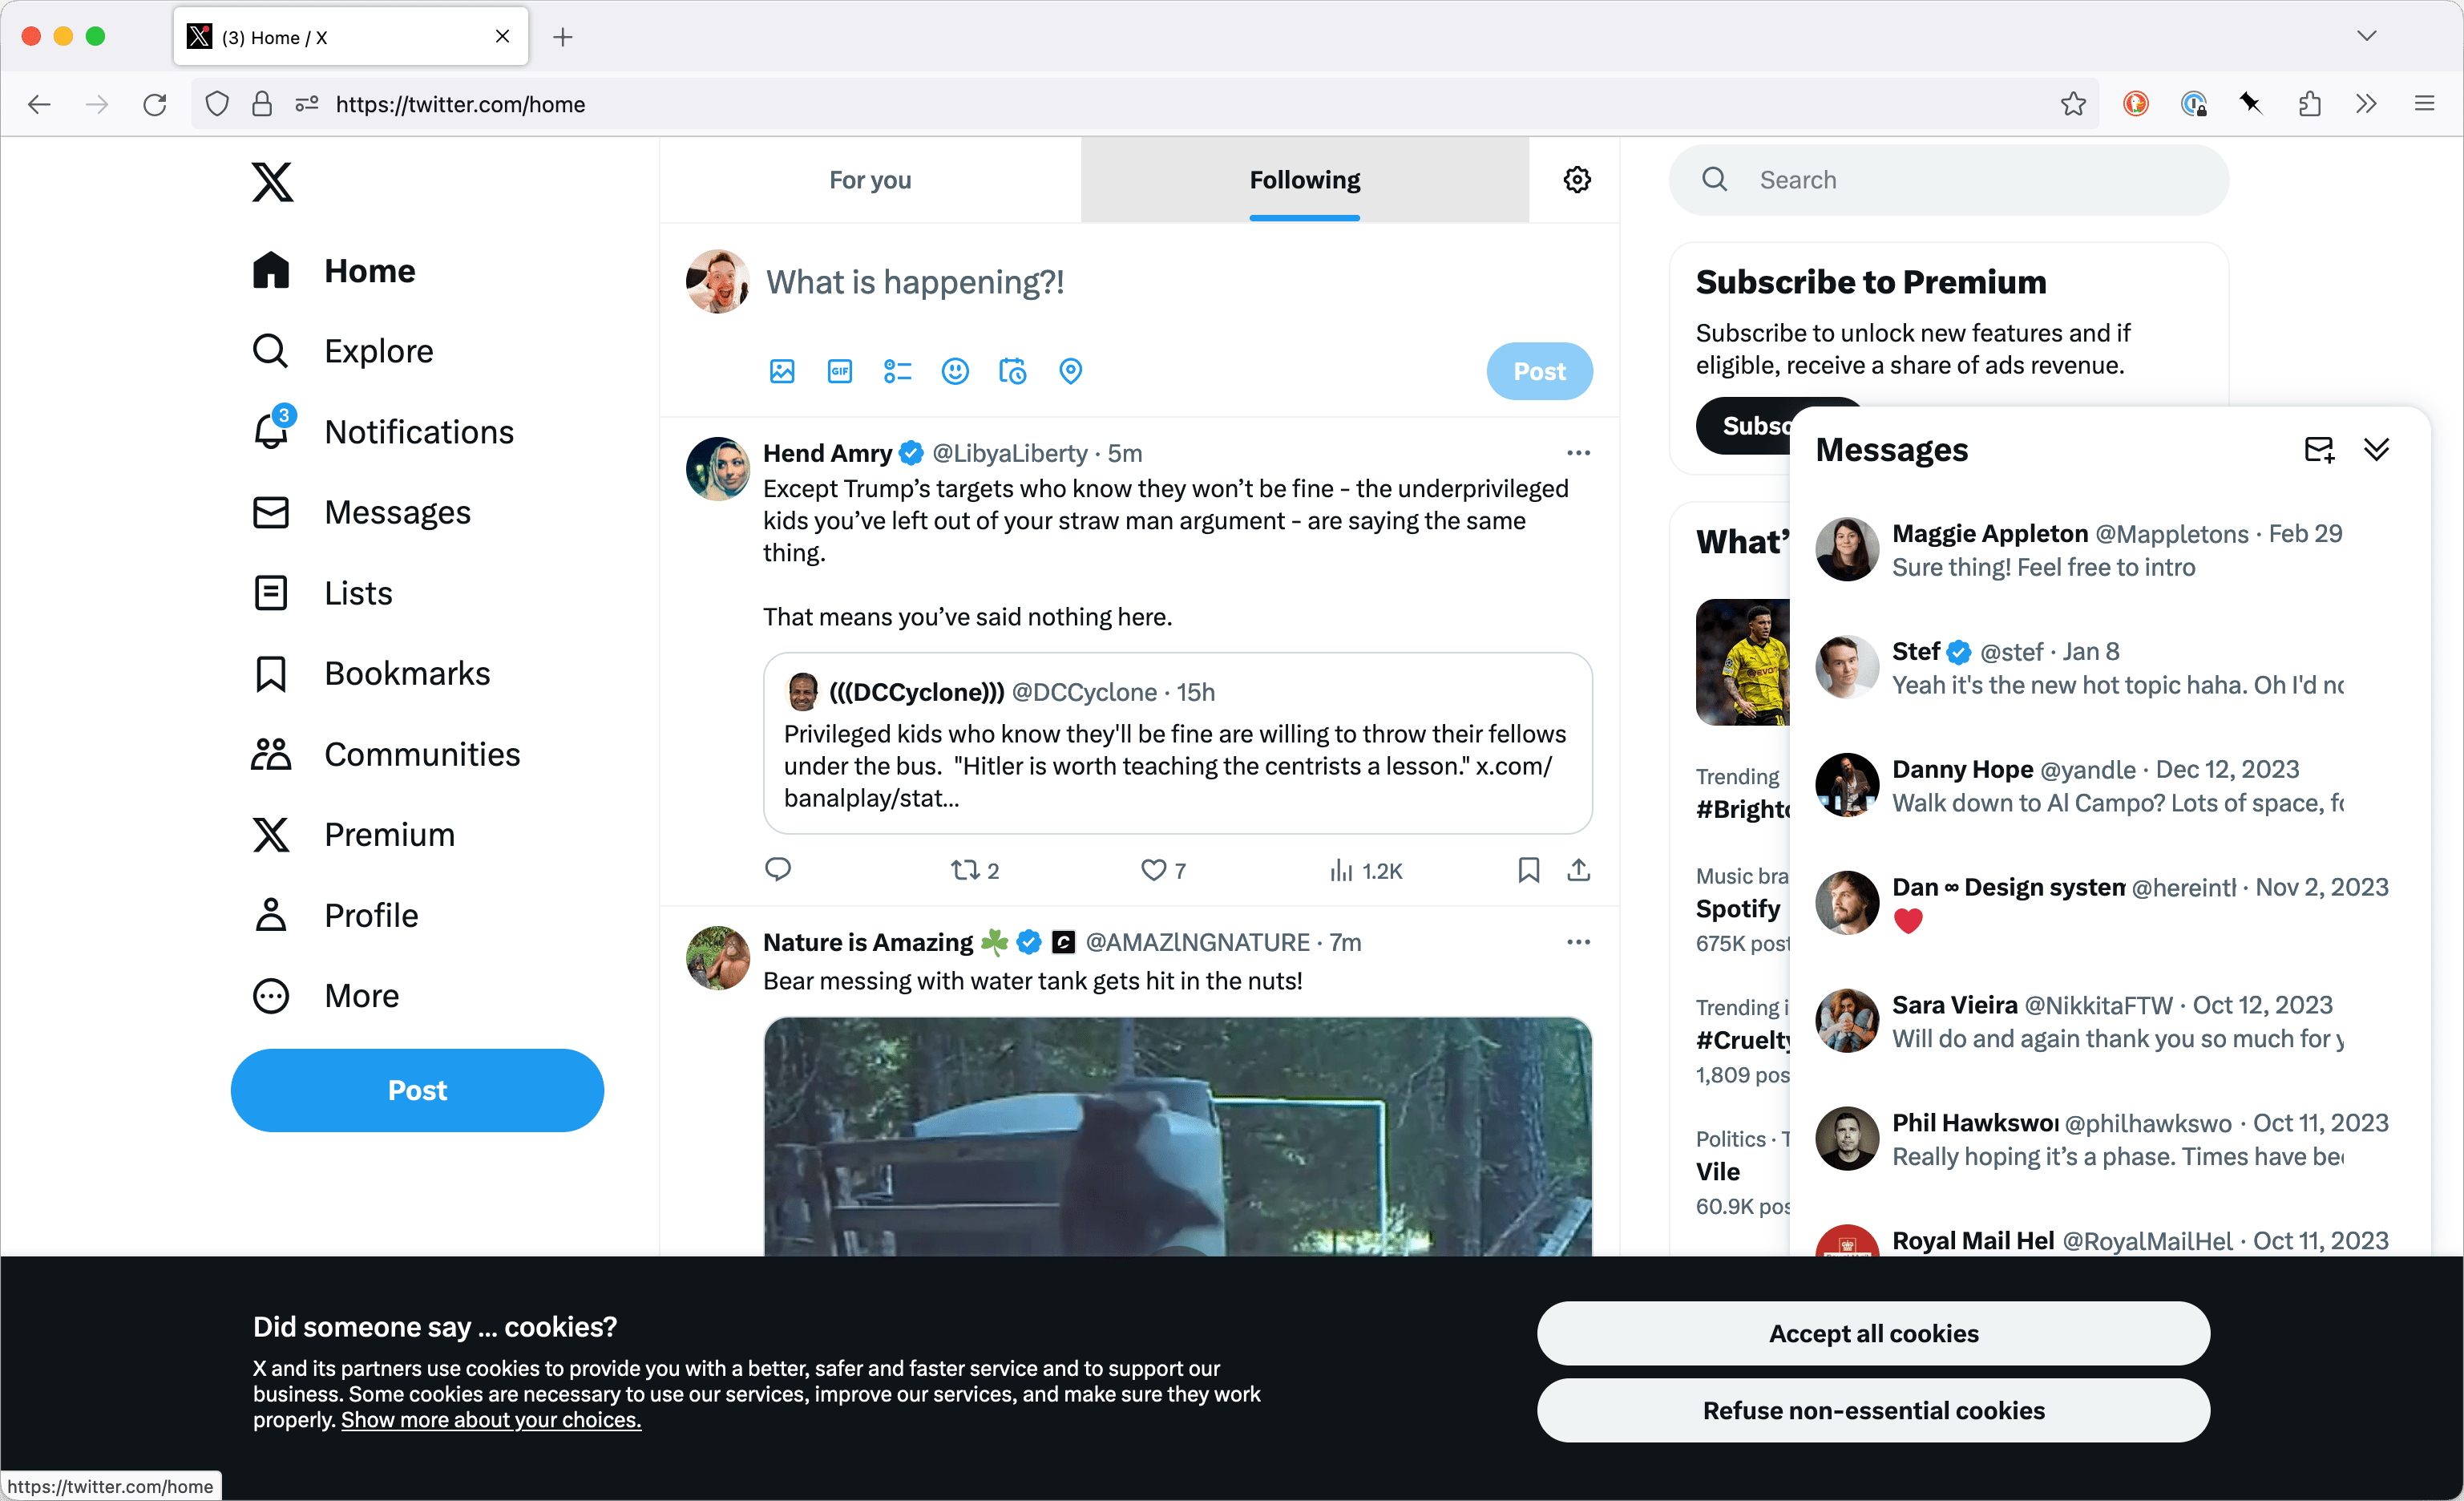 (3) Home / X
https://twitter.com/home
Home
Explore
3
Notifications
Messages
Lists
Bookmarks
Communities
Premium
Profile
More
Post
For you
Following
What is happening?!
GIF
Post
Hend Amry @LibyaLiberty · 5m
Except Trump’s targets who know they won’t be fine - the underprivileged
kids you’ve left out of your straw man argument - are saying the same
thing.
That means you’ve said nothing here.
(((DCCyclone))) @DCCyclone · 15h
Privileged kids who know they'll be fine are willing to throw their fellows
under the bus.  "Hitler is worth teaching the centrists a lesson." x.com/
banalplay/stat...
2
7
1.2K
Nature is Amazing ☘️ @AMAZlNGNATURE · 7m
Bear messing with water tank gets hit in the nuts!
Search
Subscribe to Premium
Subscribe to unlock new features and if
eligible, receive a share of ads revenue.
Subsc
What’
Trending
#Brighto
Music bra
Spotify
675K post
Trending i
#Cruelty
1,809 pos
Politics · T
Vile
60.9K pos
Messages
Maggie Appleton @Mappletons · Feb 29
Sure thing! Feel free to intro
Stef @stef · Jan 8
Yeah it's the new hot topic haha. Oh I'd no
Danny Hope @yandle · Dec 12, 2023
Walk down to Al Campo? Lots of space, fo
Dan ∞ Design system @hereintl · Nov 2, 2023
❤️
Sara Vieira @NikkitaFTW · Oct 12, 2023
Will do and again thank you so much for y
Phil Hawkswor @philhawkswo · Oct 11, 2023
Really hoping it’s a phase. Times have bee
Royal Mail Hel @RoyalMailHel · Oct 11, 2023
Did someone say … cookies?
X and its partners use cookies to provide you with a better, safer and faster service and to support our
business. Some cookies are necessary to use our services, improve our services, and make sure they work
properly. Show more about your choices.
Accept all cookies
Refuse non-essential cookies
https://twitter.com/home